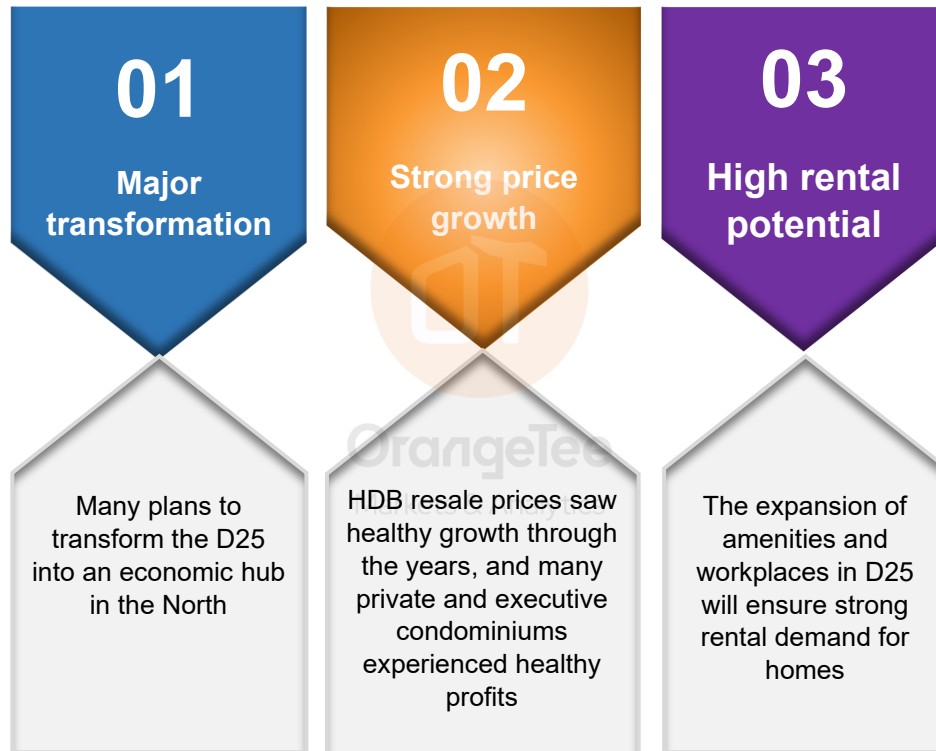 01
Major
transformation
02
Strong price
growth
03
High rental
potential
OrangeTee
Markets & Analytics
Many plans to
transform the D25
into an economic hub
in the North
HDB resale prices saw
healthy growth through
the years, and many
private and executive
condominiums
experienced healthy
profits
The expansion of
amenities and
workplaces in D25
will ensure strong
rental demand for
homes